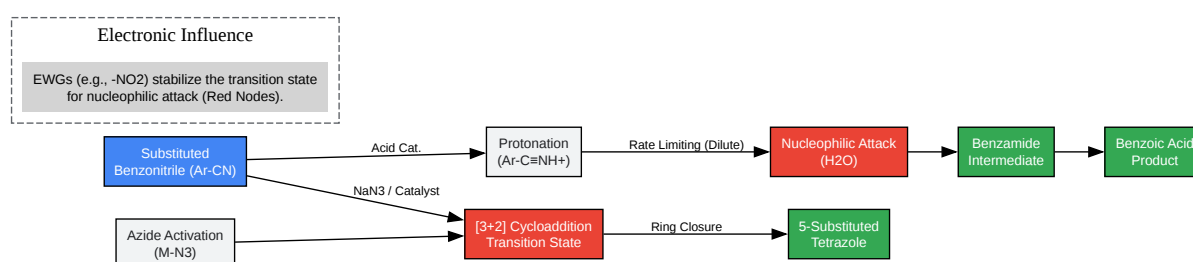 Electronic Influence
EWGs (e.g., -NO2) stabilize the transition state
for nucleophilic attack (Red Nodes).
Substituted
Benzonitrile (Ar-CN)
Acid Cat.
Protonation
(Ar-C≡NH+)
Rate Limiting (Dilute)
Nucleophilic Attack
(H2O)
Benzamide
Intermediate
Benzoic Acid
Product
NaN3 / Catalyst
Azide Activation
(M-N3)
[3+2] Cycloaddition
Transition State
Ring Closure
5-Substituted
Tetrazole